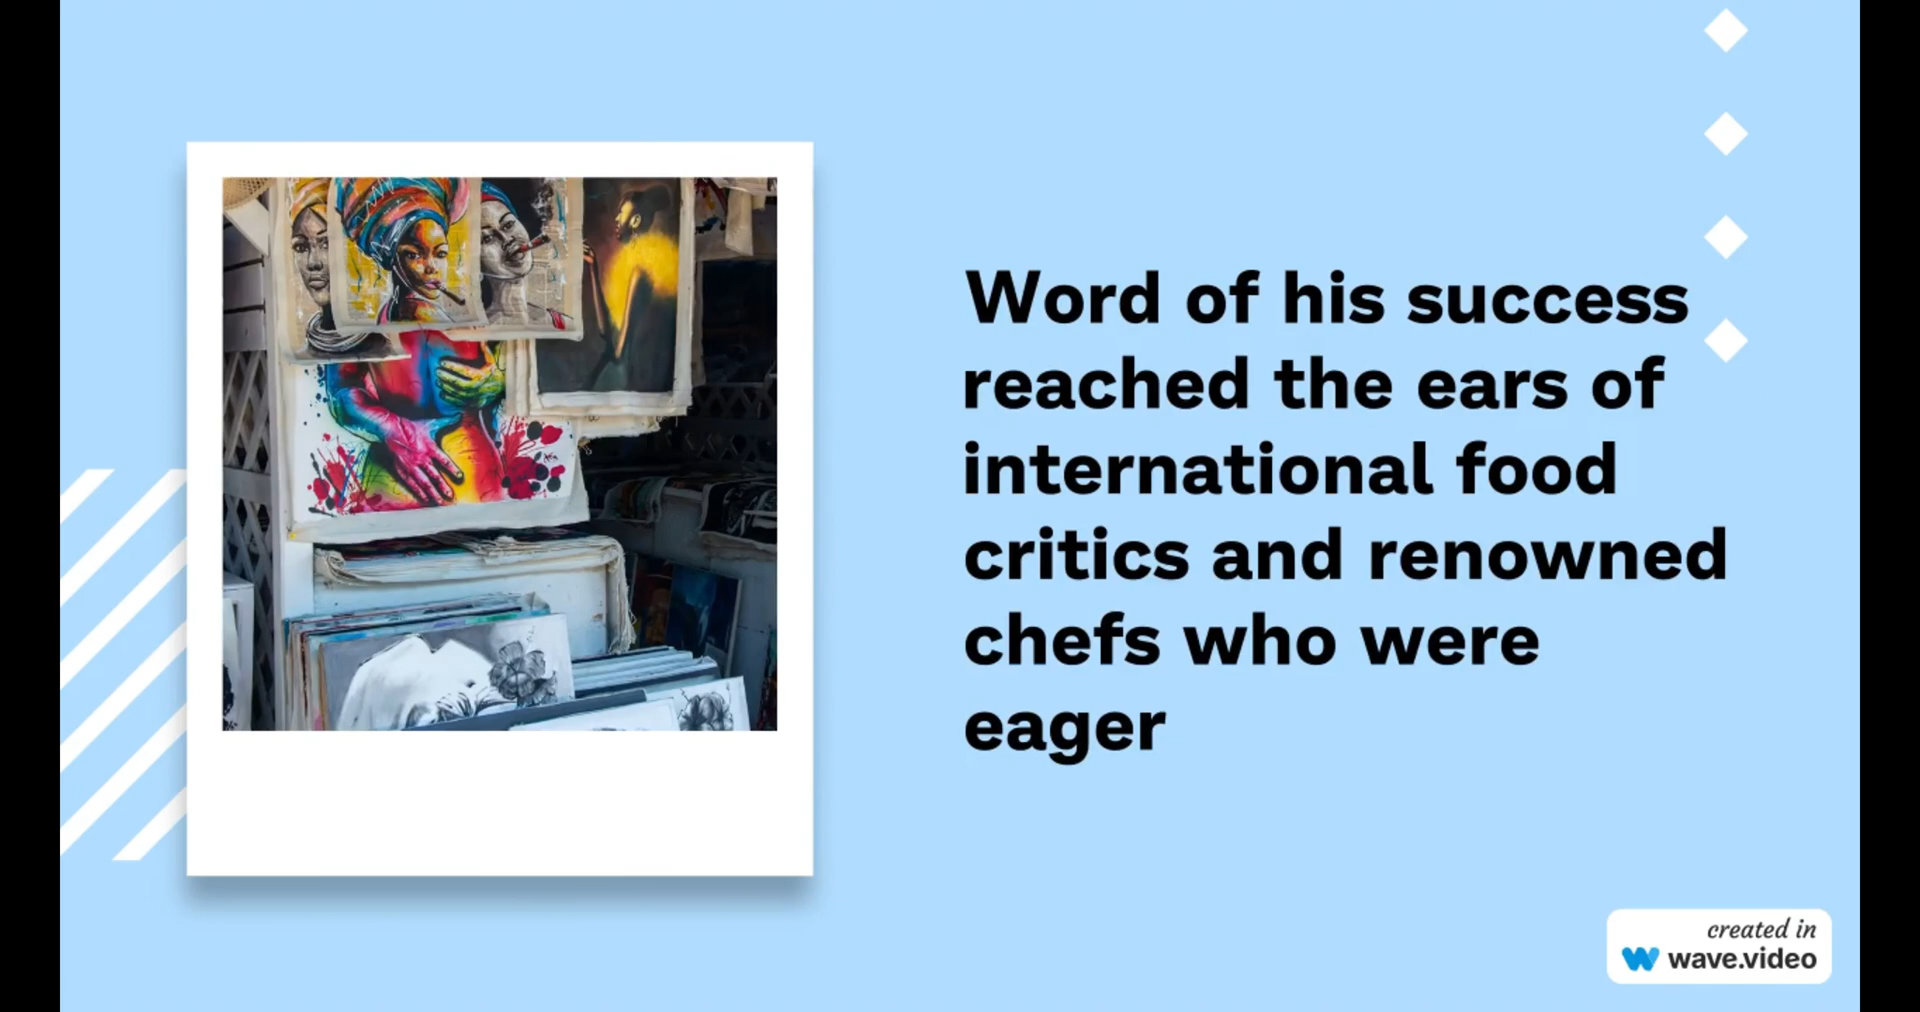 Word of his success
reached the ears of
international food
critics and renowned
chefs who were
eager
created in
wave.video